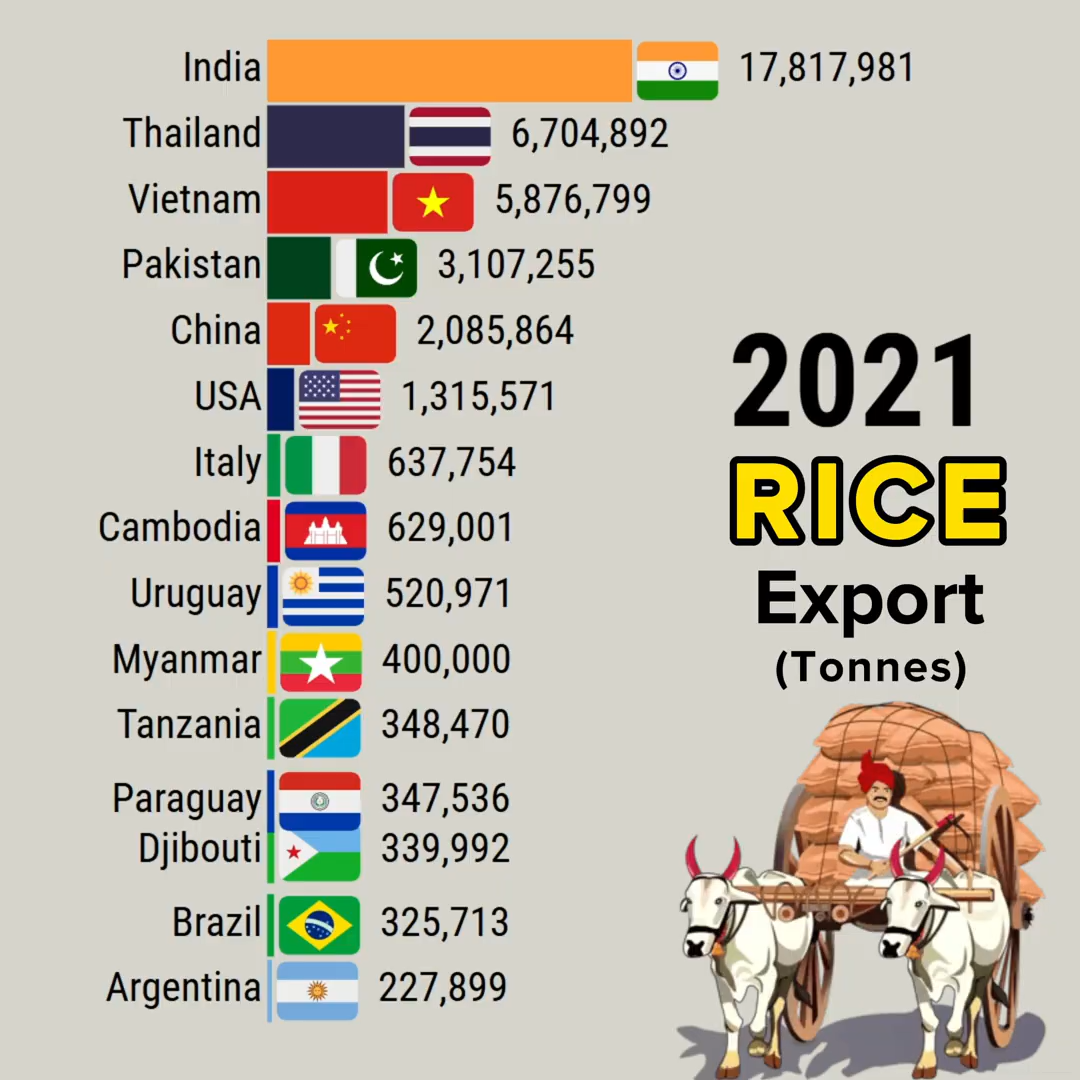 India 17,817,981
Thailand 6,704,892
Vietnam 5,876,799
Pakistan 3,107,255
China 2,085,864
USA 1,315,571
Italy 637,754
Cambodia 629,001
Uruguay 520,971
Myanmar 400,000
Tanzania 348,470
Paraguay 347,536
Djibouti 339,992
Brazil 325,713
Argentina 227,899
2021
RICE
Export
(Tonnes)